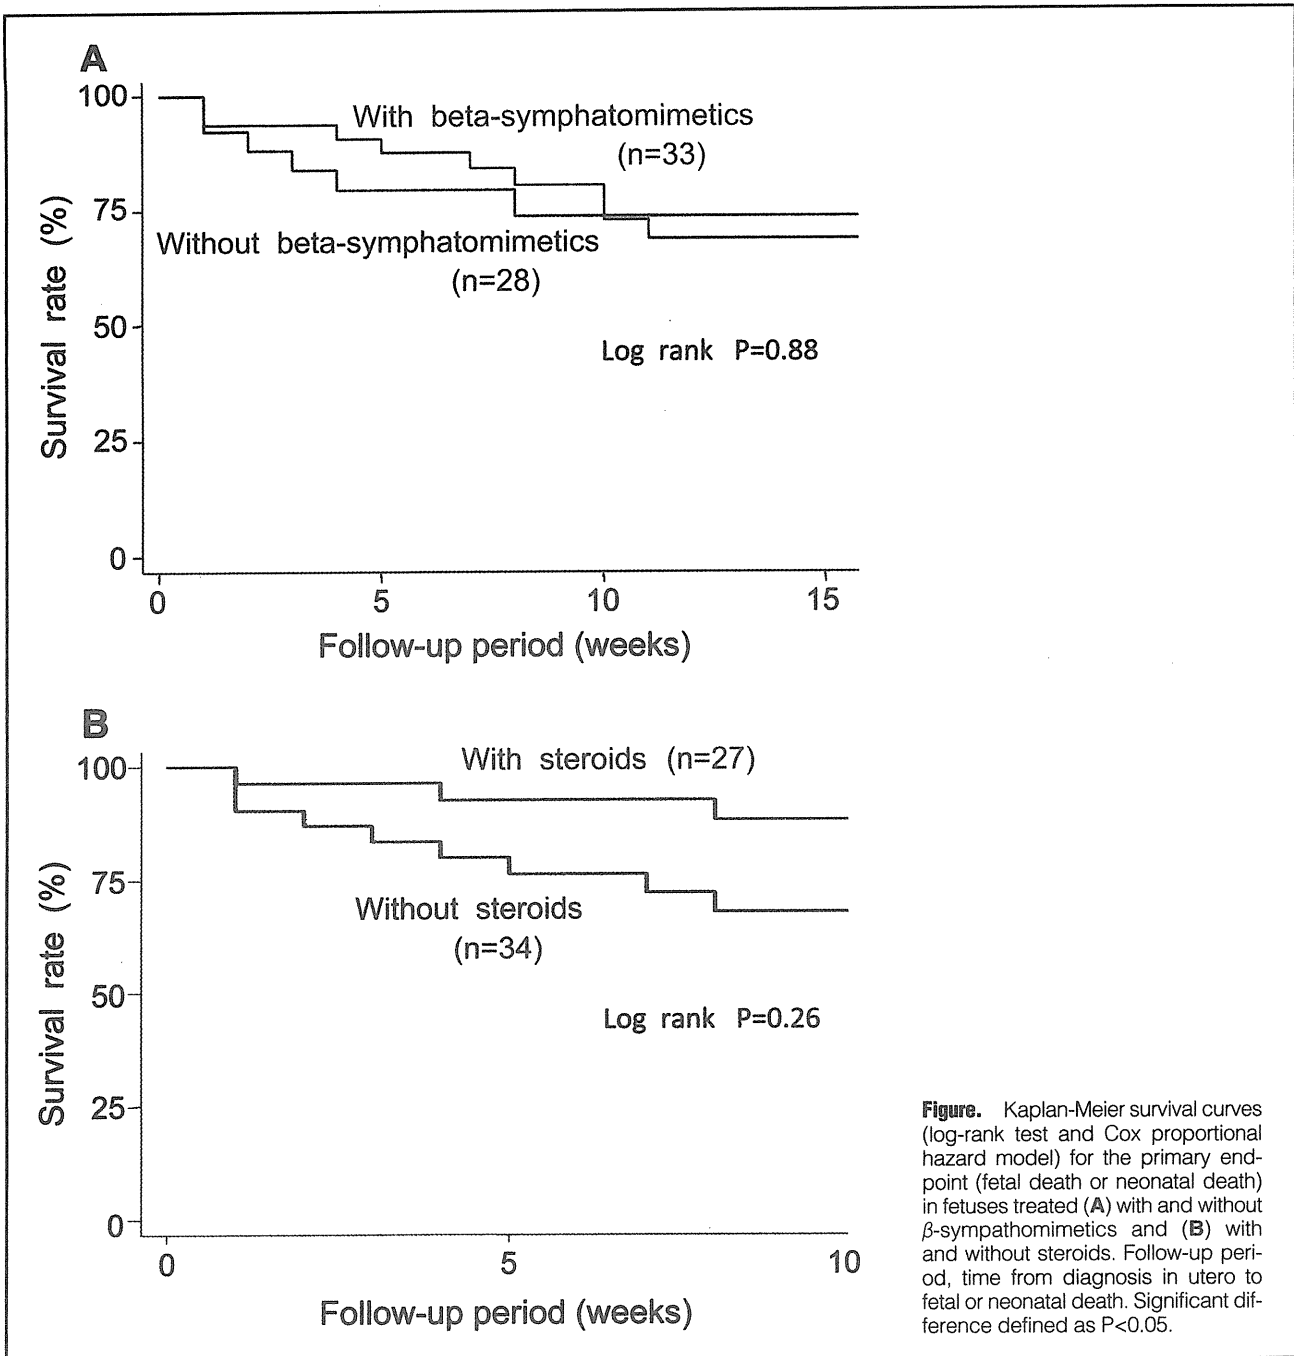 A
100
With beta-symphatomimetics
(n=33)
75
Without beta-symphatomimetics
(n=28)
50
Log rank P=0.88
25
0
Survival rate (%)
0 5 10 15
Follow-up period (weeks)
B
100
With steroids (n=27)
75
Without steroids
(n=34)
50
Log rank P=0.26
25
0
Survival rate (%)
0 5 10
Follow-up period (weeks)
Figure. Kaplan-Meier survival curves
(log-rank test and Cox proportional
hazard model) for the primary end-
point (fetal death or neonatal death)
in fetuses treated (A) with and without
β-sympathomimetics and (B) with
and without steroids. Follow-up peri-
od, time from diagnosis in utero to
fetal or neonatal death. Significant dif-
ference defined as P<0.05.